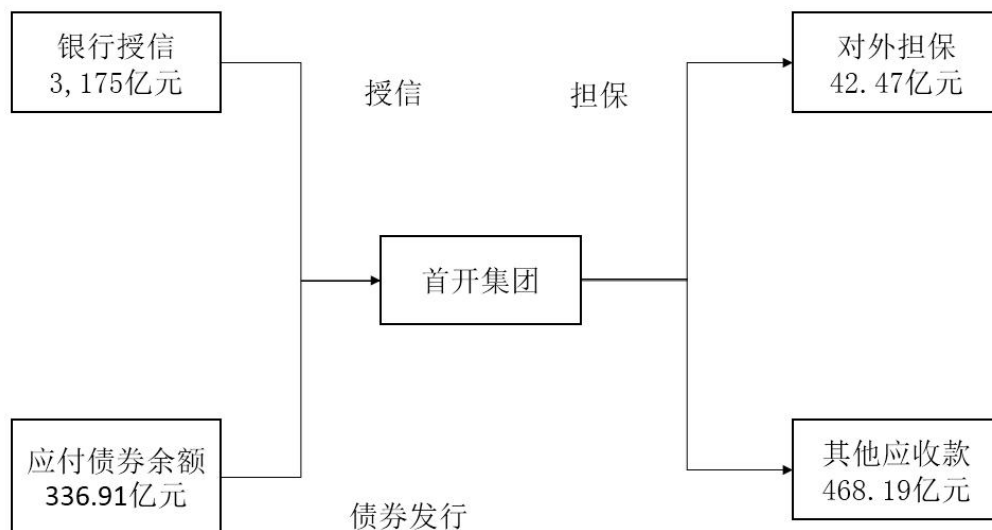 银行授信
3,175亿元
授信
担保
对外担保
42.47亿元
首开集团
应付债券余额
336.91亿元
债券发行
其他应收款
468.19亿元